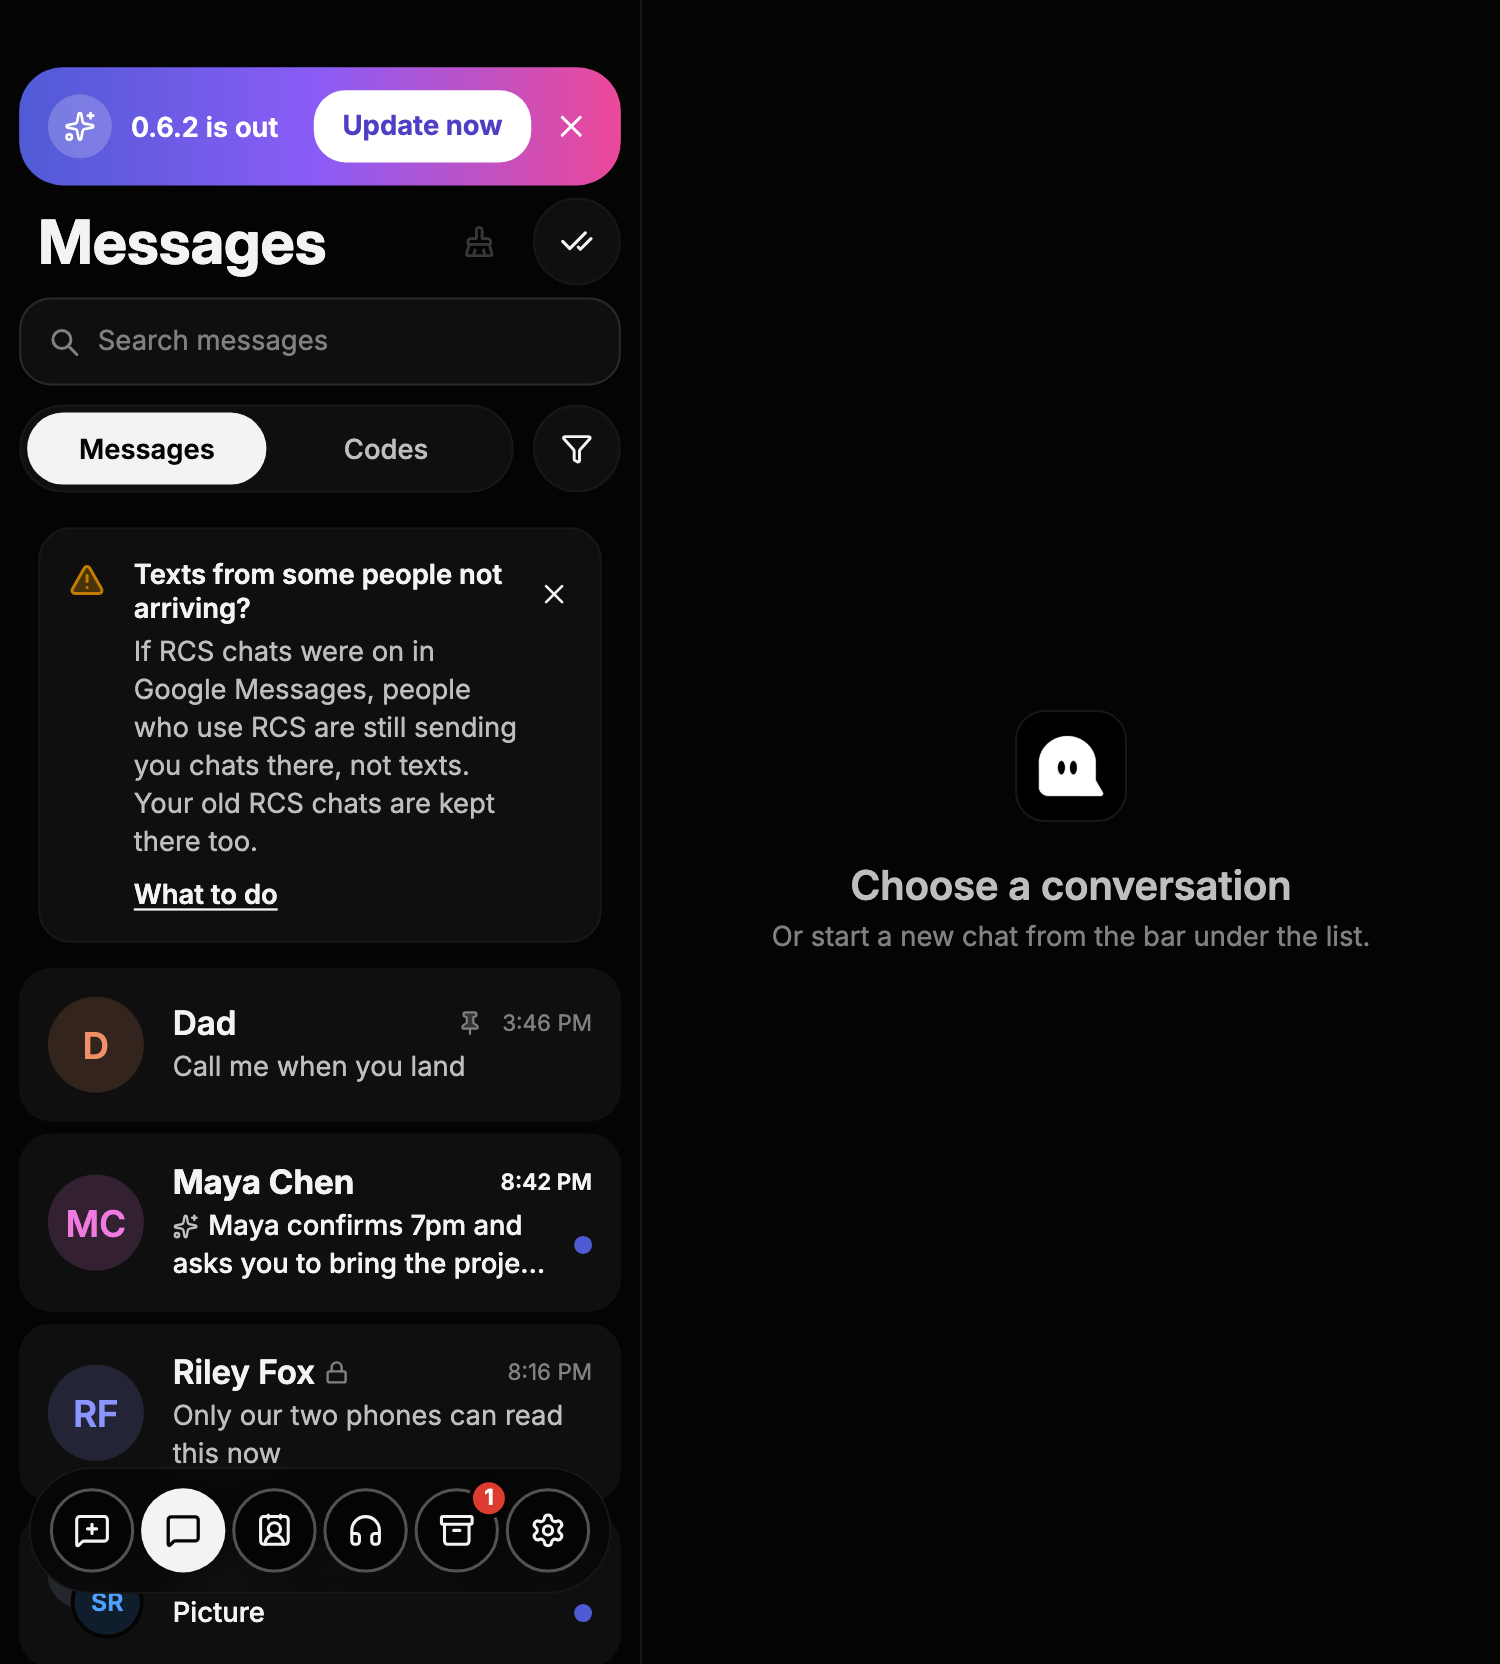 0.6.2 is out
Update now
Messages
Search messages
Messages
Codes
Texts from some people not
arriving?
If RCS chats were on in
Google Messages, people
who use RCS are still sending
you chats there, not texts.
Your old RCS chats are kept
there too.
What to do
D
Dad
3:46 PM
Call me when you land
MC
Maya Chen
8:42 PM
Maya confirms 7pm and
asks you to bring the proje...
RF
Riley Fox
8:16 PM
Only our two phones can read
this now
1
SR
Picture
Choose a conversation
Or start a new chat from the bar under the list.